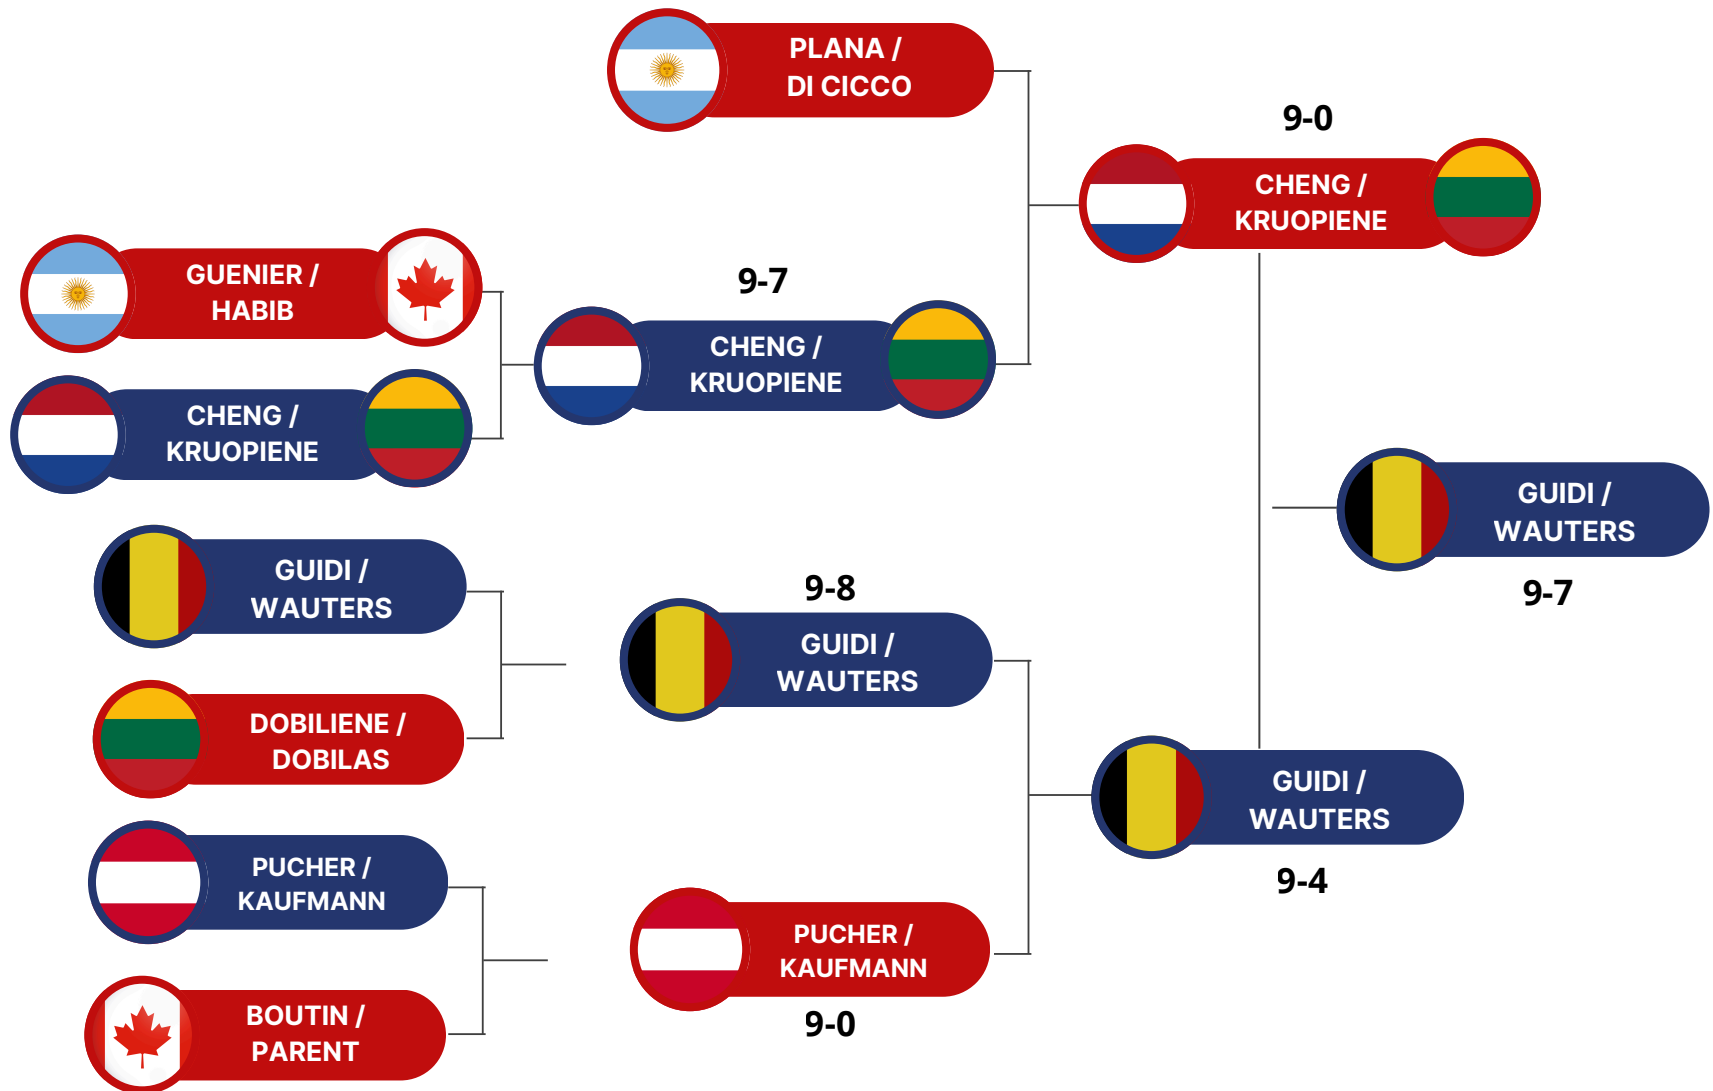 PLANA /
DI CICCO
9-0
CHENG /
KRUOPIENE
GUENIER /
HABIB
9-7
CHENG /
KRUOPIENE
CHENG /
KRUOPIENE
GUIDI /
WAUTERS
9-7
GUIDI /
WAUTERS
9-8
GUIDI /
WAUTERS
DOBILIENE /
DOBILAS
GUIDI /
WAUTERS
9-4
PUCHER /
KAUFMANN
PUCHER /
KAUFMANN
9-0
BOUTIN /
PARENT